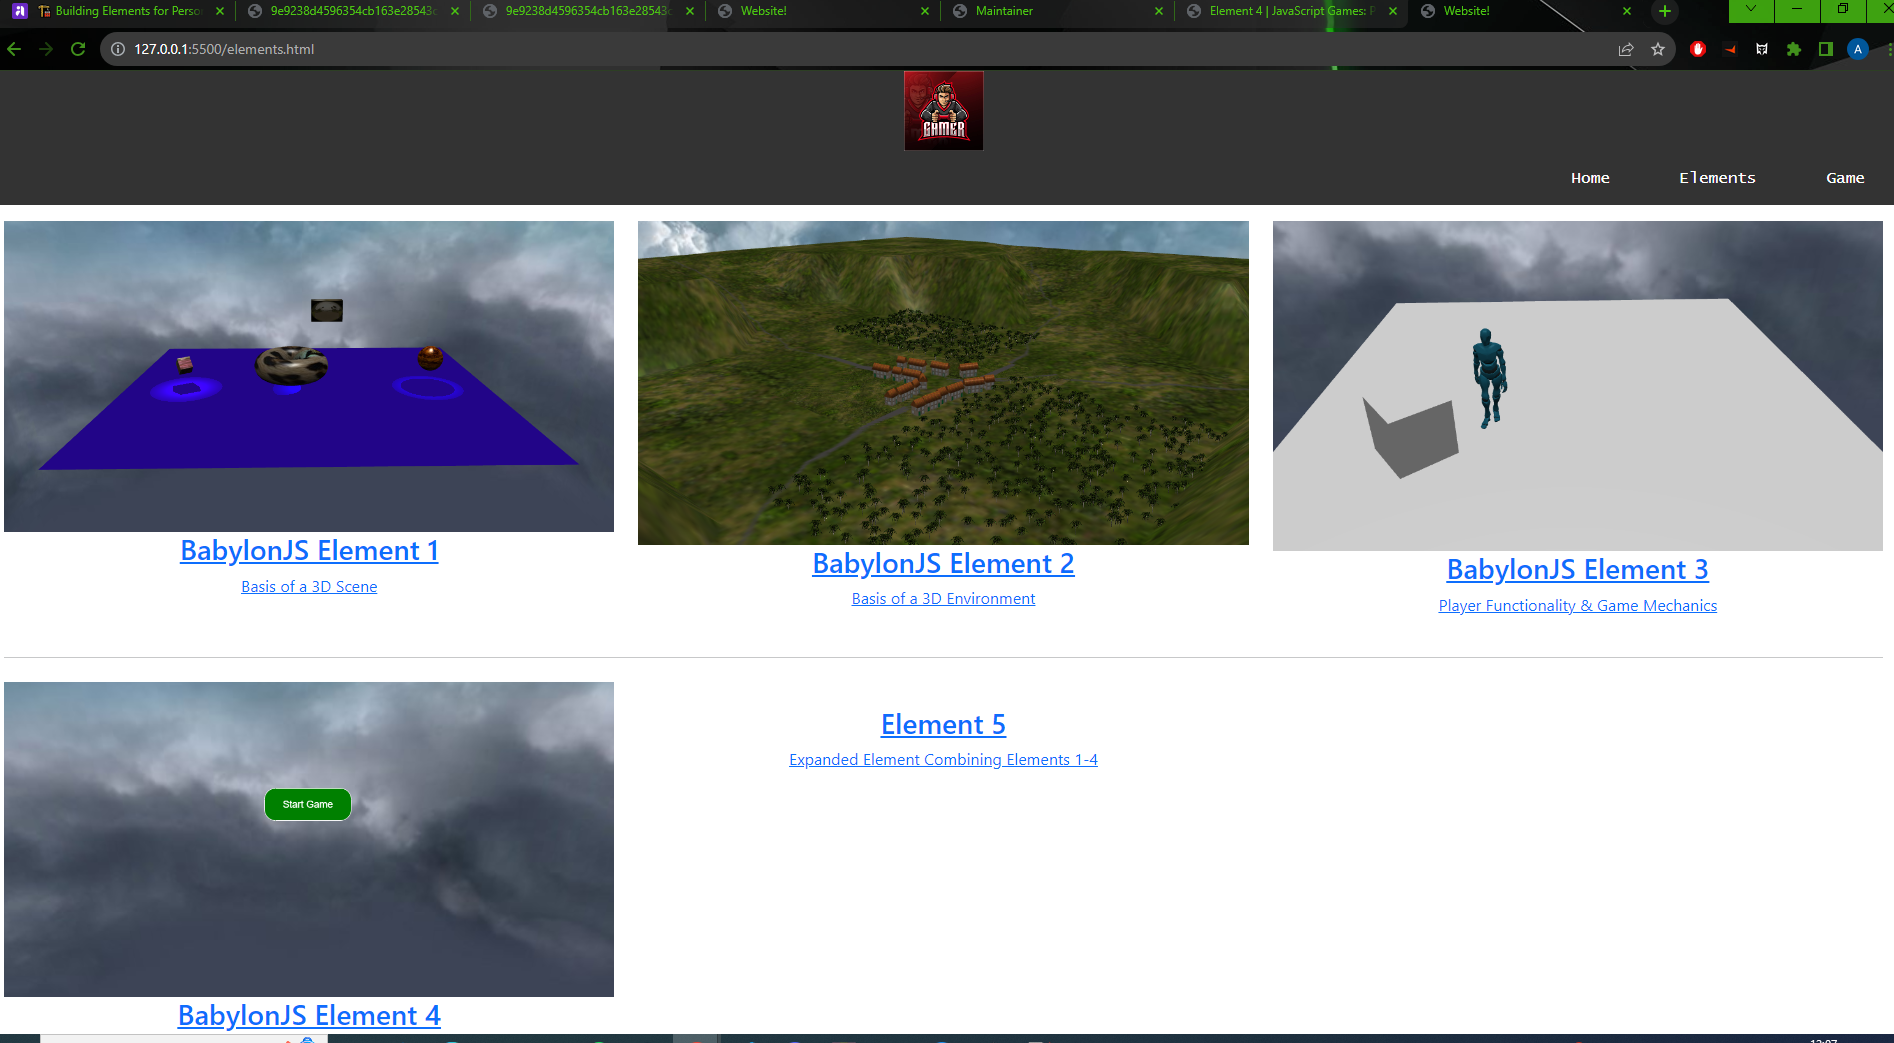 Building Elements for Perso
9e9238d4596354cb163e28543c
9e9238d4596354cb163e28543c
Website!
Maintainer
Element 4 | JavaScript Games: P
Website!
127.0.0.1:5500/elements.html
A
GAMER
Home Elements Game
BabylonJS Element 1
Basis of a 3D Scene
BabylonJS Element 2
Basis of a 3D Environment
BabylonJS Element 3
Player Functionality & Game Mechanics
Start Game
BabylonJS Element 4
Element 5
Expanded Element Combining Elements 1-4